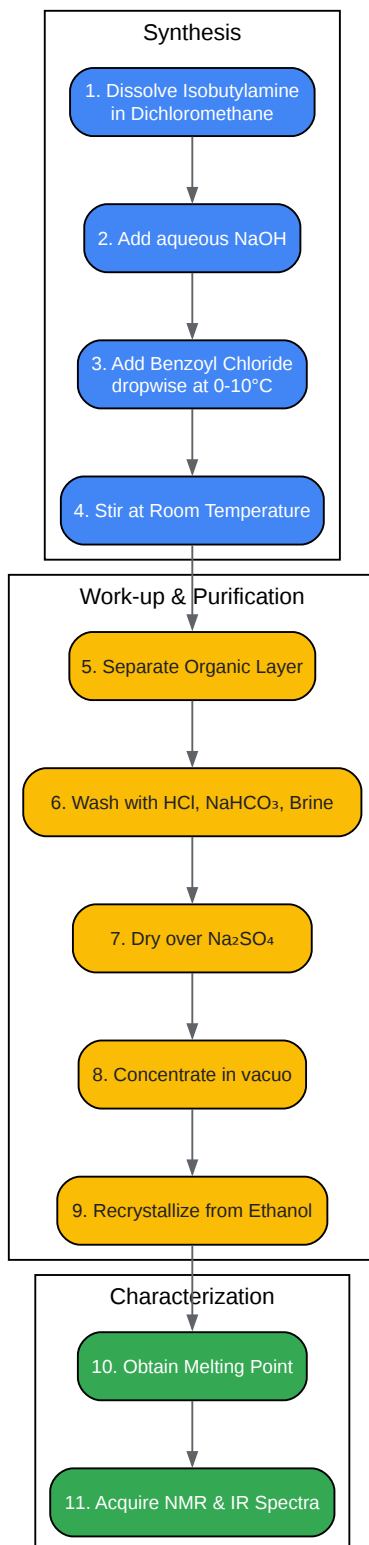 Synthesis
1. Dissolve Isobutylamine
in Dichloromethane
2. Add aqueous NaOH
3. Add Benzoyl Chloride
dropwise at 0-10°C
4. Stir at Room Temperature
Work-up & Purification
5. Separate Organic Layer
6. Wash with HCl, NaHCO₃, Brine
7. Dry over Na₂SO₄
8. Concentrate in vacuo
9. Recrystallize from Ethanol
Characterization
10. Obtain Melting Point
11. Acquire NMR & IR Spectra